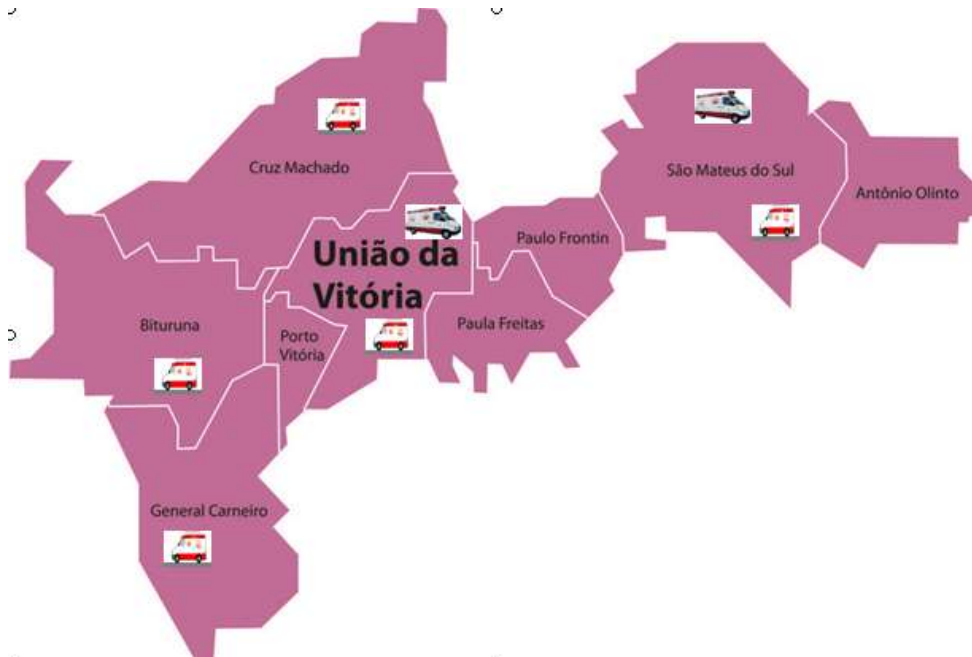 Cruz Machado
São Mateus do Sul
Antônio Olinto
União da
Vitória
Paulo Frontin
Bituruna
Porto
Vitória
Paula Freitas
General Carneiro